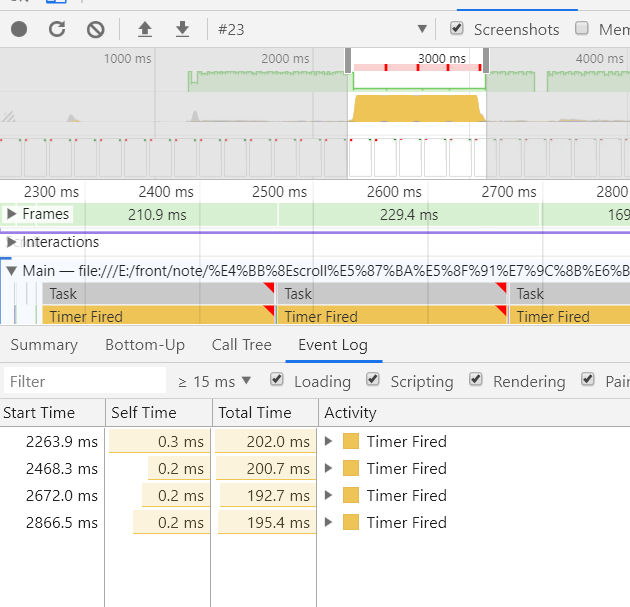 #23
Screenshots
Mem
1000 ms
2000 ms
3000 ms
4000 ms
2300 ms
2400 ms
2500 ms
2600 ms
2700 ms
2800
Frames
210.9 ms
229.4 ms
169
Interactions
Main — file:///E:/front/note/%E4%BB%8Escroll%E5%87%BA%E5%8F%91%E7%9C%8B%E6%B
Task
Task
Task
Timer Fired
Timer Fired
Timer Fired
Summary
Bottom-Up
Call Tree
Event Log
Filter
≥ 15 ms
Loading
Scripting
Rendering
Pain
Start Time
Self Time
Total Time
Activity
2263.9 ms
0.3 ms
202.0 ms
Timer Fired
2468.3 ms
0.2 ms
200.7 ms
Timer Fired
2672.0 ms
0.2 ms
192.7 ms
Timer Fired
2866.5 ms
0.2 ms
195.4 ms
Timer Fired